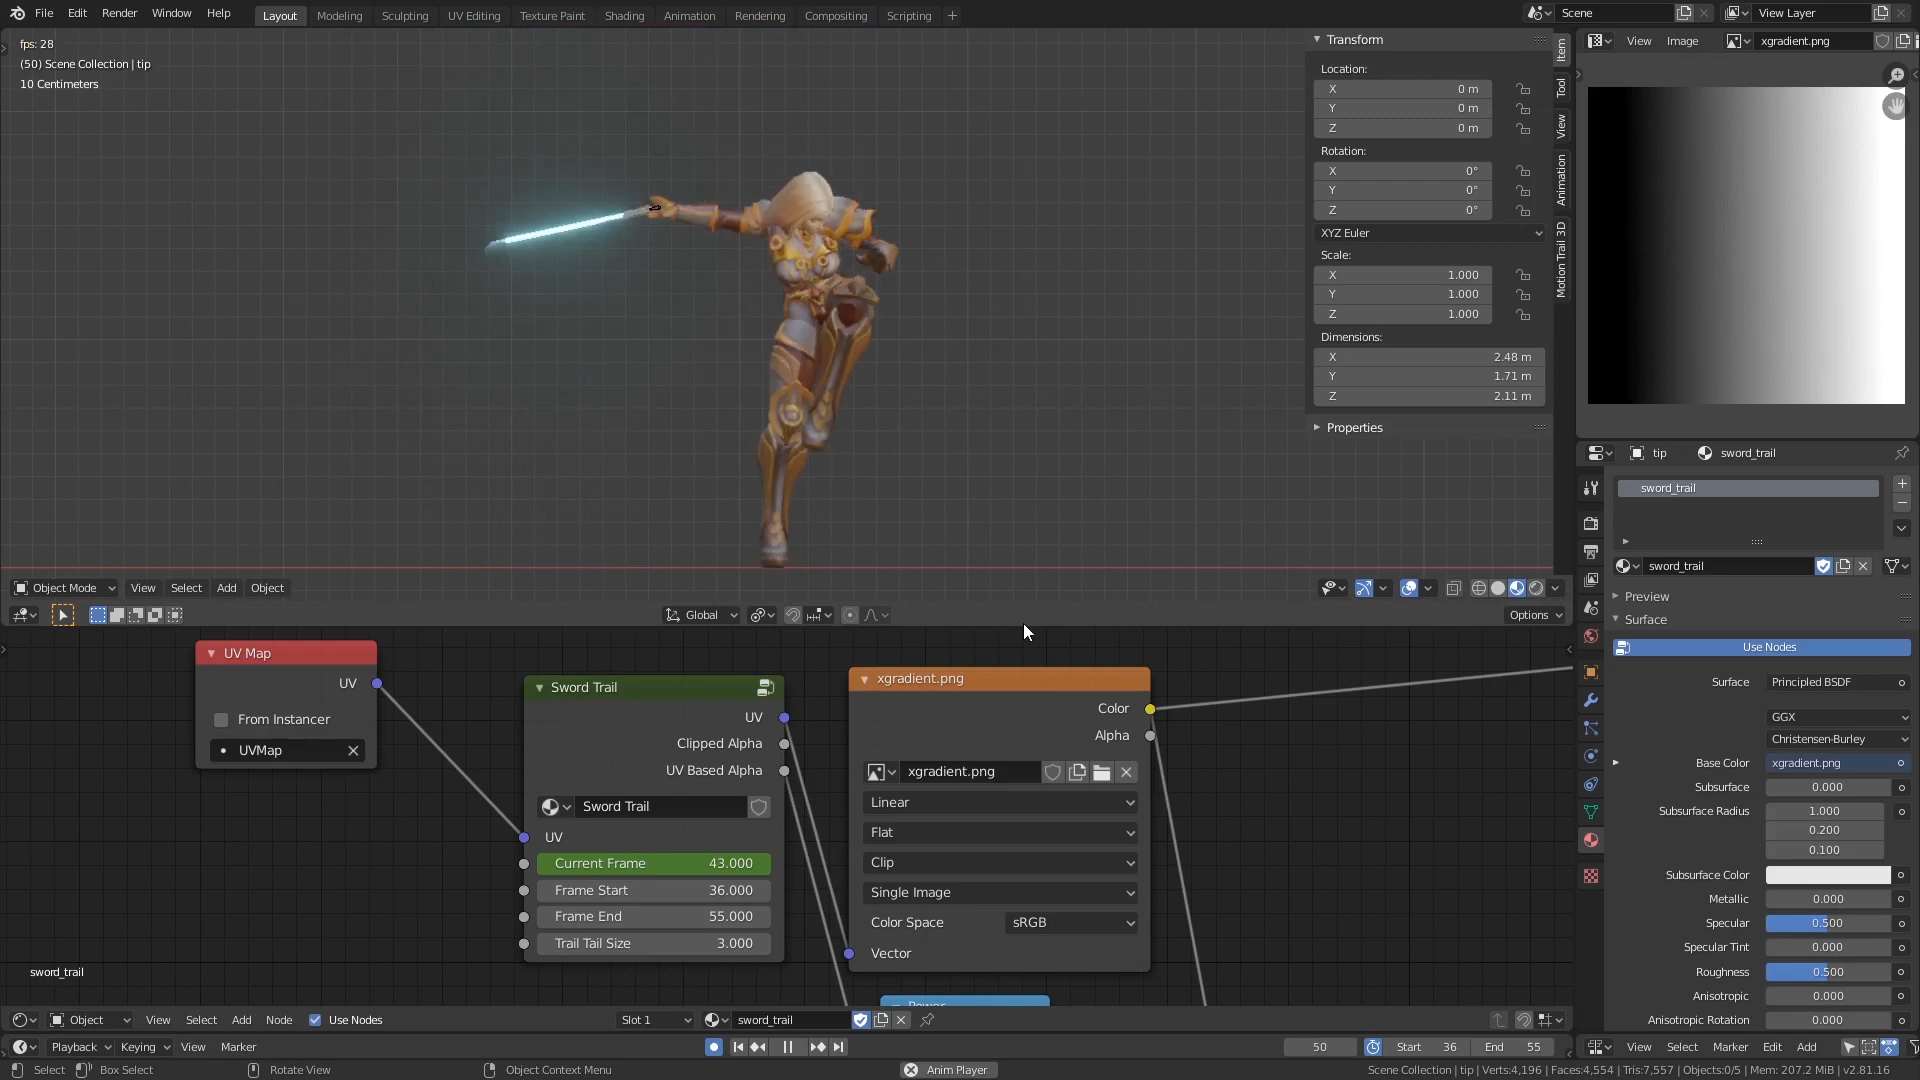 File Edit Render Window Help
Layout Modeling Sculpting UV Editing Texture Paint Shading Animation Rendering Compositing Scripting +
Scene
View Layer
fps: 28
(50) Scene Collection | tip
10 Centimeters
Transform
Location:
X 0 m
Y 0 m
Z 0 m
Rotation:
X 0°
Y 0°
Z 0°
XYZ Euler
Scale:
X 1.000
Y 1.000
Z 1.000
Dimensions:
X 2.48 m
Y 1.71 m
Z 2.11 m
Properties
Item
Tool
View
Animation
Motion Trail 3D
View Image xgradient.png
Object Mode View Select Add Object
Global
Options
UV Map
UV
From Instancer
UVMap
Sword Trail
UV
Clipped Alpha
UV Based Alpha
Sword Trail
UV
Current Frame 43.000
Frame Start 36.000
Frame End 55.000
Trail Tail Size 3.000
xgradient.png
Color
Alpha
xgradient.png
Linear
Flat
Clip
Single Image
Color Space sRGB
Vector
Power
sword_trail
tip sword_trail
sword_trail
sword_trail
Preview
Surface
Use Nodes
Surface Principled BSDF
GGX
Christensen-Burley
Base Color xgradient.png
Subsurface 0.000
Subsurface Radius 1.000
0.200
0.100
Subsurface Color
Metallic 0.000
Specular 0.500
Specular Tint 0.000
Roughness 0.500
Anisotropic 0.000
Anisotropic Rotation 0.000
Object View Select Add Node Use Nodes Slot 1 sword_trail
Playback Keying View Marker 50 Start 36 End 55
View Select Marker Edit Add
Select Box Select Rotate View Object Context Menu Anim Player
Scene Collection | tip | Verts:4,196 | Faces:4,554 | Tris:7,557 | Objects:0/5 | Mem: 207.2 MiB | v2.81.16